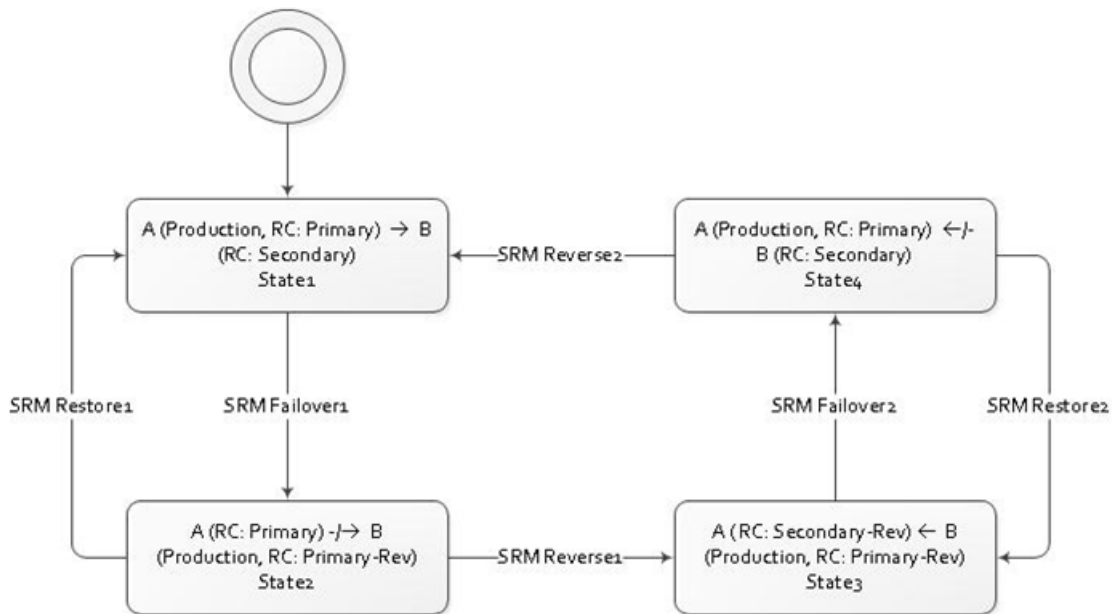 A (Production, RC: Primary) → B
(RC: Secondary)
State1
SRM Reverse2
A (Production, RC: Primary) ←/-
B (RC: Secondary)
State4
SRM Restore1
SRM Failover1
SRM Failover2
SRM Restore2
A (RC: Primary) -/→ B
(Production, RC: Primary-Rev)
State2
SRM Reverse1
A (RC: Secondary-Rev) ← B
(Production, RC: Primary-Rev)
State3